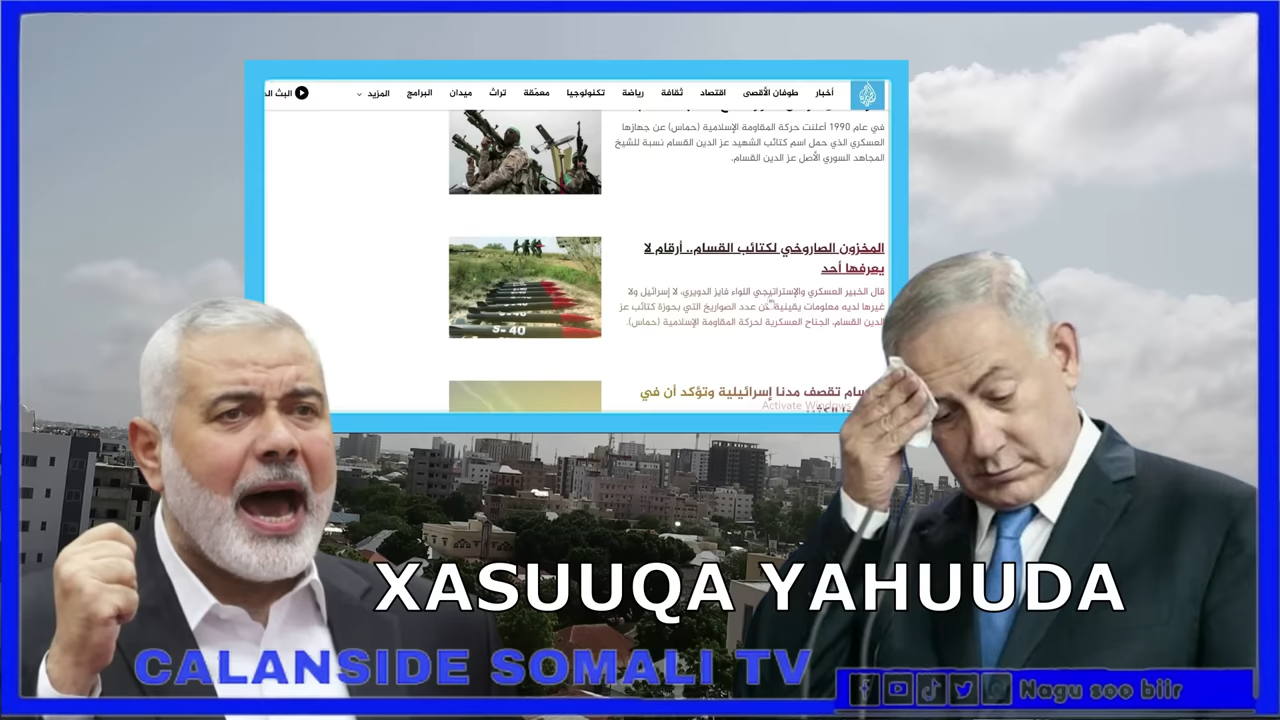 أخبار طوفان الأقصى اقتصاد ثقافة رياضة تكنولوجيا معمّقة تراث ميدان البرامج المزيد
في عام 1990 أعلنت حركة المقاومة الإسلامية (حماس) عن جهازها
العسكري الذي حمل اسم كتائب الشهيد عز الدين القسام نسبة للشيخ
المجاهد السوري الأصل عز الدين القسام.
المخزون الصاروخي لكتائب القسام.. أرقام لا
يعرفها أحد
قال الخبير العسكري والإستراتيجي اللواء فايز الدويري، لا إسرائيل ولا
غيرها لديه معلومات يقينية عن عدد الصواريخ التي بحوزة كتائب عز
الدين القسام، الجناح العسكرية لحركة المقاومة الإسلامية (حماس).
S-40
تقصف مدنا إسرائيلية وتؤكد أن في
Activate Windows
XASUUQA YAHUUDA
CALANSIDE SOMALI TV
Nagu soo biir